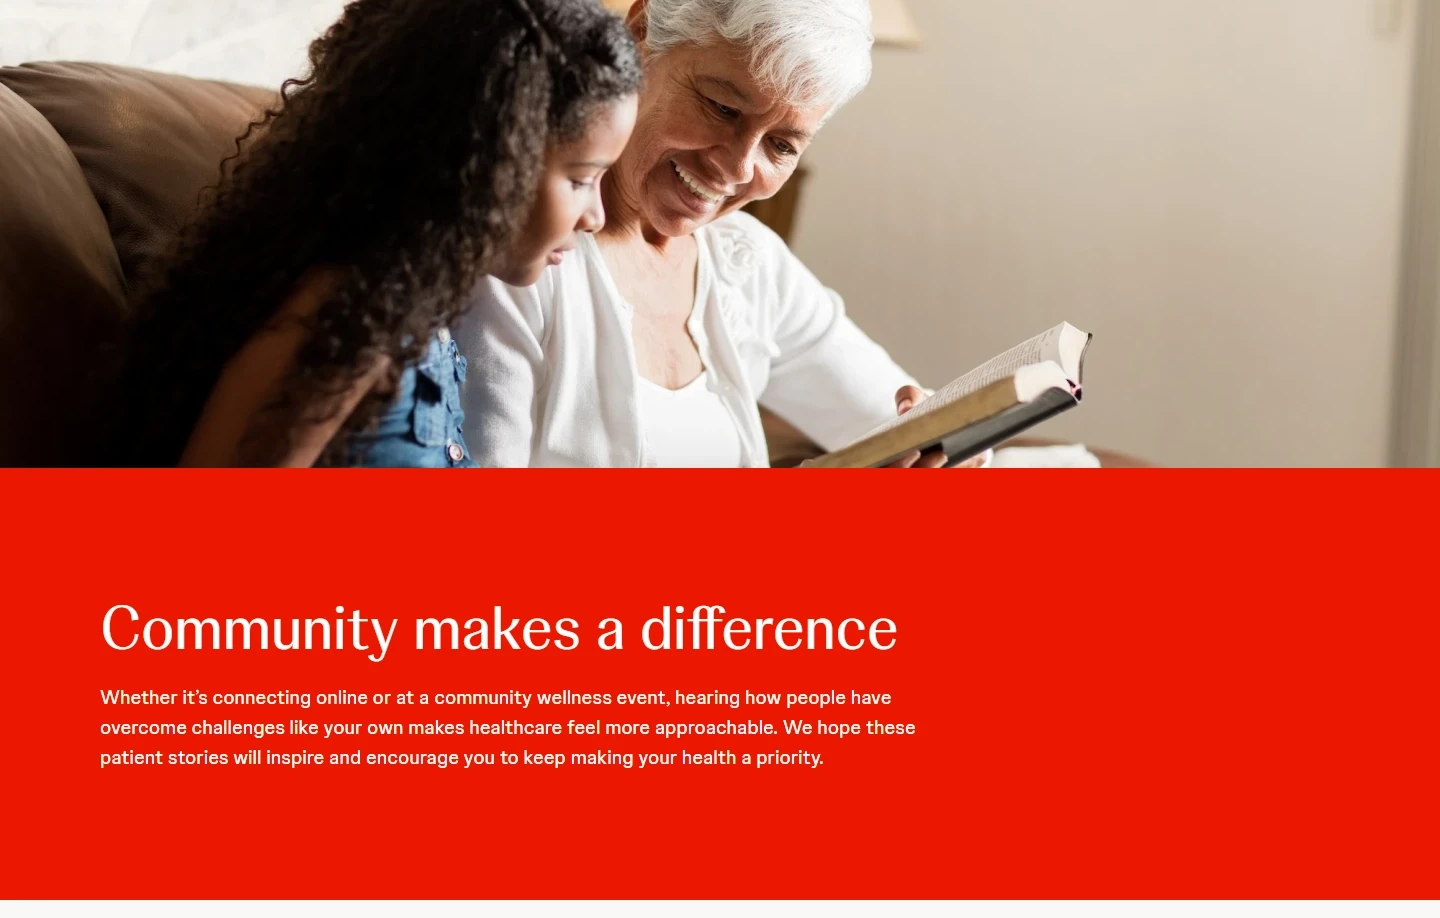 Community makes a difference
Whether it’s connecting online or at a community wellness event, hearing how people have
overcome challenges like your own makes healthcare feel more approachable. We hope these
patient stories will inspire and encourage you to keep making your health a priority.